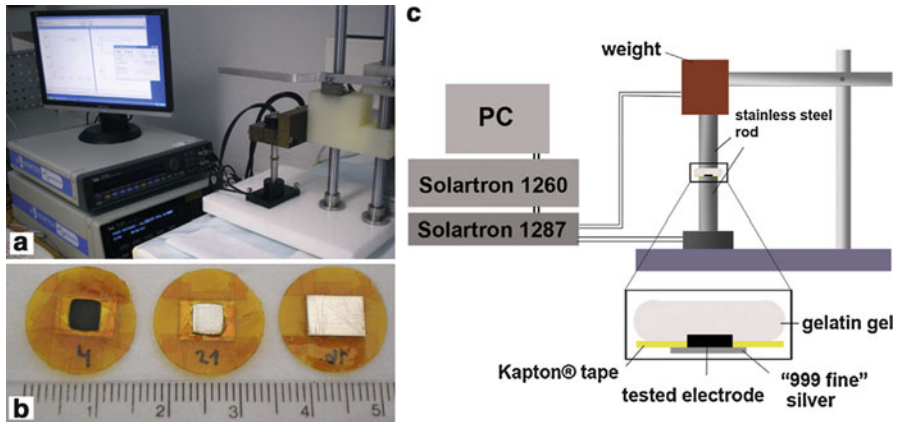 a
b
4
21
1 2 3 4 5
c
weight
PC
stainless steel
rod
Solartron 1260
Solartron 1287
gelatin gel
Kapton® tape
tested electrode
"999 fine"
silver